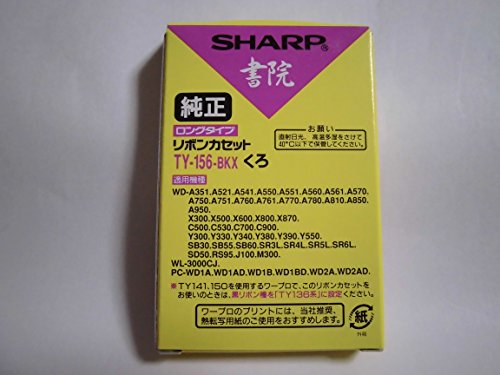 SHARP®
書院
純正
ロングタイプ
リボンカセット
TY-156-BKX くろ
お願い
直射日光、高温多湿をさけて
40℃以下で保管してください。
適用機種
WD-A351,A521,A541,A550,A551,A560,A561,A570,
A750,A751,A760,A761,A770,A780,A810,A850,
A950.
X300,X500,X600,X800,X870.
C500,C530,C700,C900.
Y300,Y330,Y340,Y380,Y390,Y550.
SB30,SB55,SB60,SR3L,SR4L,SR5L,SR6L.
SD50,RS95,J100,M300.
WL-3000CJ.
PC-WD1A,WD1AD,WD1B,WD1BD,WD2A,WD2AD.
※TY141,150を使用するワープロで、このリボンカセットを
お使いのときは、黒リボン種を「TY136系」に設定ください。
ワープロのプリントには、当社推奨、
熱転写用紙のご使用をおすすめします。
紙
外箱